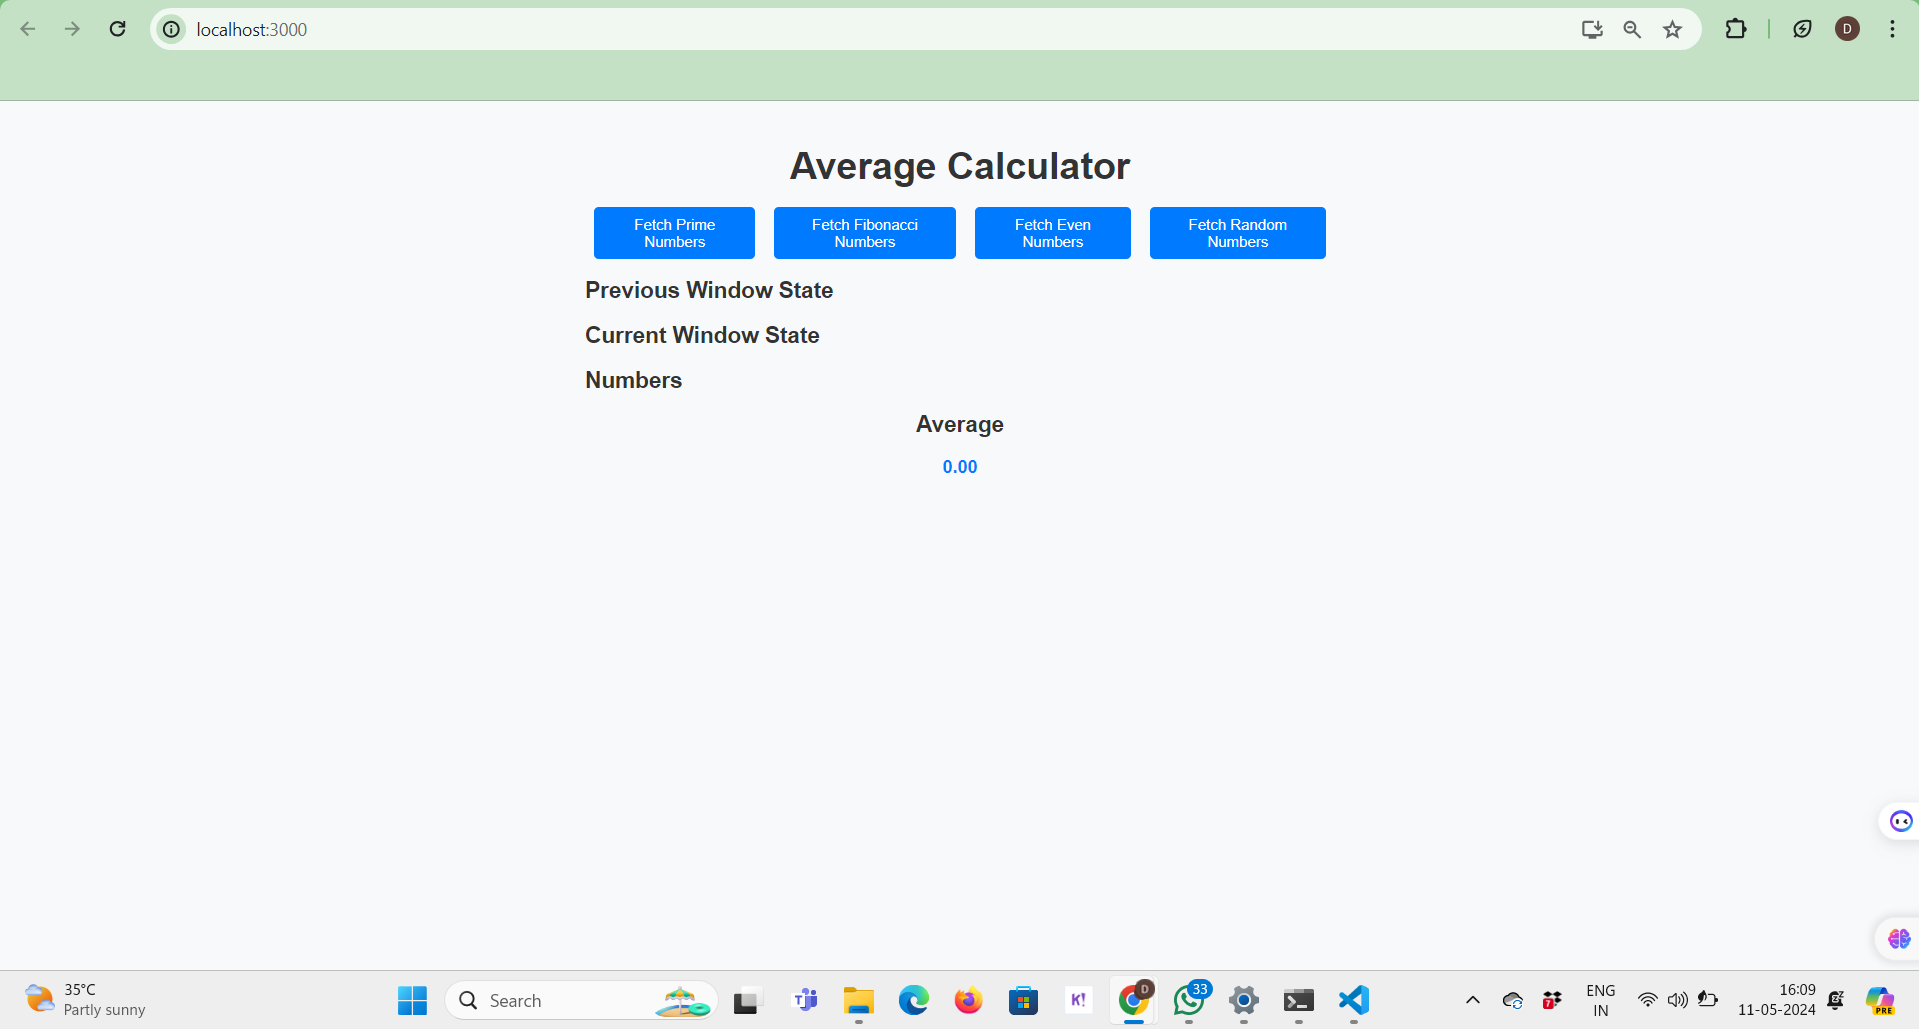 localhost:3000
D
Average Calculator
Fetch Prime
Numbers
Fetch Fibonacci
Numbers
Fetch Even
Numbers
Fetch Random
Numbers
Previous Window State
Current Window State
Numbers
Average
0.00
35°C
Partly sunny
Search
T
K!
D
33
7
ENG
IN
16:09
11-05-2024
PRE